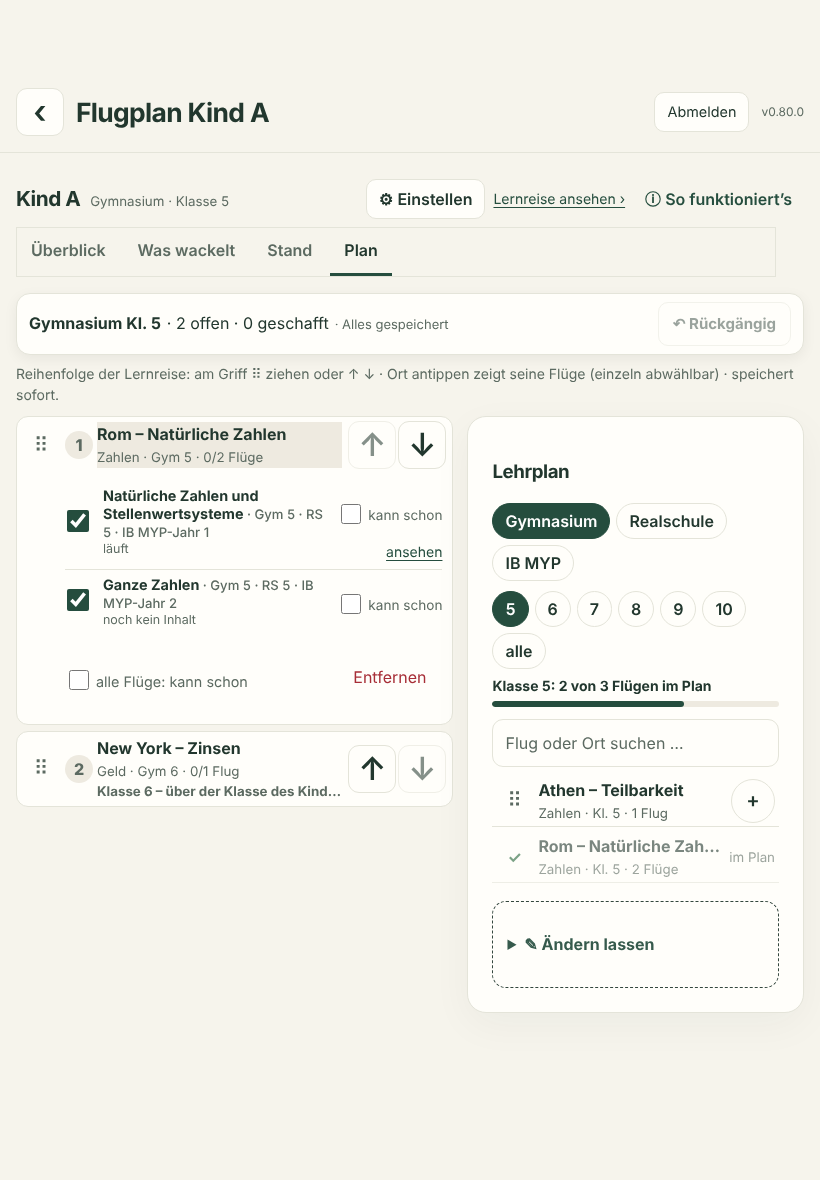 ‹ Flugplan Kind A
Abmelden v0.80.0
Kind A Gymnasium · Klasse 5
⚙ Einstellen Lernreise ansehen › ⓘ So funktioniert’s
Überblick Was wackelt Stand Plan
Gymnasium Kl. 5 · 2 offen · 0 geschafft · Alles gespeichert
↶ Rückgängig
Reihenfolge der Lernreise: am Griff ⠿ ziehen oder ↑ ↓ · Ort antippen zeigt seine Flüge (einzeln abwählbar) · speichert
sofort.
⠿ 1 Rom – Natürliche Zahlen ↑ ↓
Zahlen · Gym 5 · 0/2 Flüge
Natürliche Zahlen und
Stellenwertsysteme · Gym 5 · RS
5 · IB MYP-Jahr 1
läuft
kann schon
ansehen
Ganze Zahlen · Gym 5 · RS 5 · IB
MYP-Jahr 2
noch kein Inhalt
kann schon
alle Flüge: kann schon
Entfernen
⠿ 2 New York – Zinsen ↑ ↓
Geld · Gym 6 · 0/1 Flug
Klasse 6 – über der Klasse des Kind…
Lehrplan
Gymnasium Realschule
IB MYP
5 6 7 8 9 10
alle
Klasse 5: 2 von 3 Flügen im Plan
Flug oder Ort suchen …
⠿ Athen – Teilbarkeit +
Zahlen · Kl. 5 · 1 Flug
✓ Rom – Natürliche Zah… im Plan
Zahlen · Kl. 5 · 2 Flüge
▶ ✎ Ändern lassen